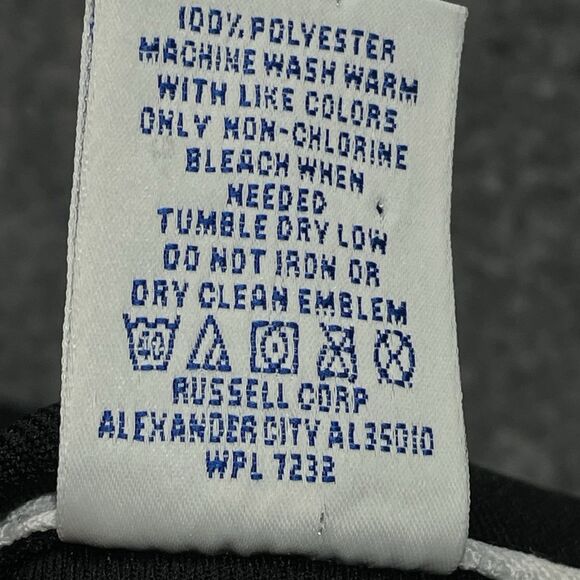 100% POLYESTER
MACHINE WASH WARM
WITH LIKE COLORS
ONLY NON-CHLORINE
BLEACH WHEN
NEEDED
TUMBLE DRY LOW
DO NOT IRON OR
DRY CLEAN EMBLEM
RUSSELL CORP
ALEXANDER CITY AL35010
WPL 7232